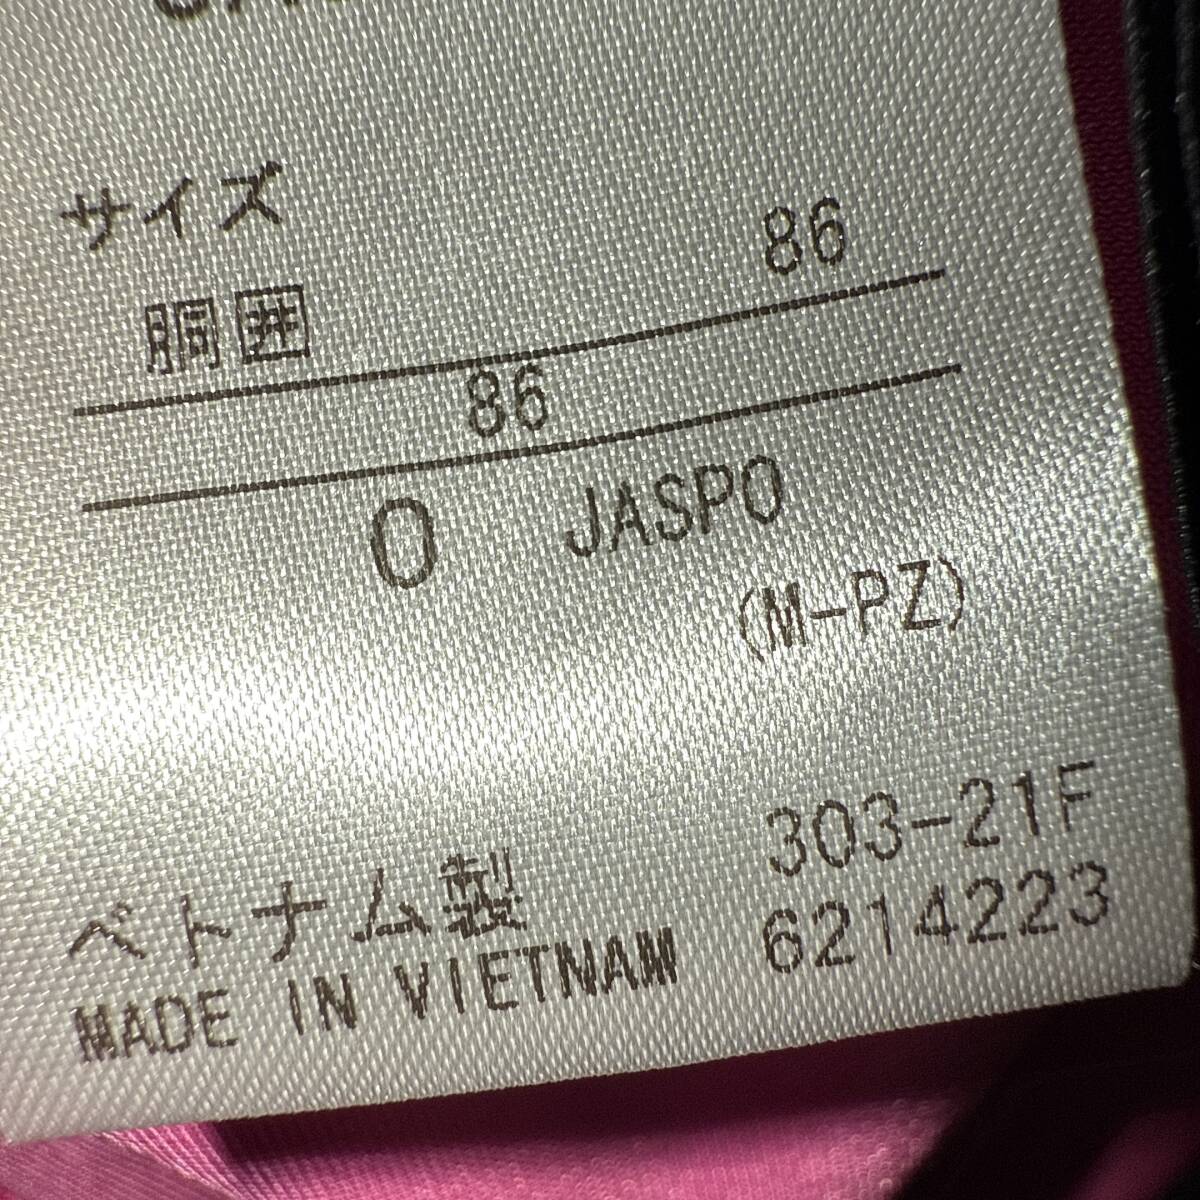 サイズ
胴囲 86
86
O JASPO
(M-PZ)
303-21F
ベトナム製 6214223
MADE IN VIETNAM